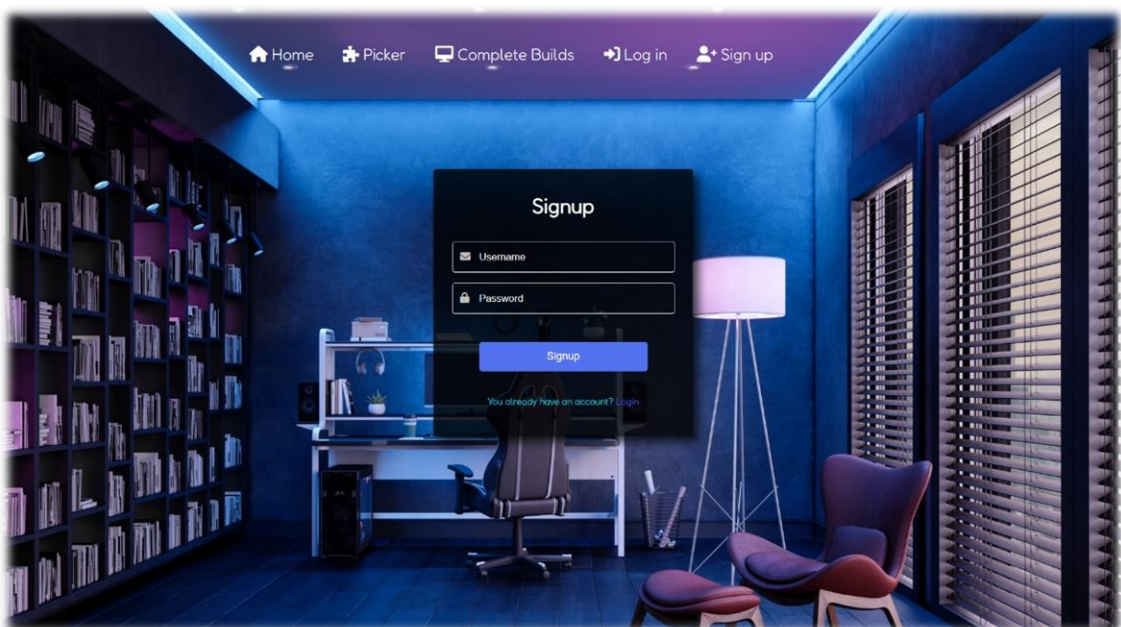 Home Picker Complete Builds Log in Sign up
Signup
Username
Password
Signup
You already have an account? Login